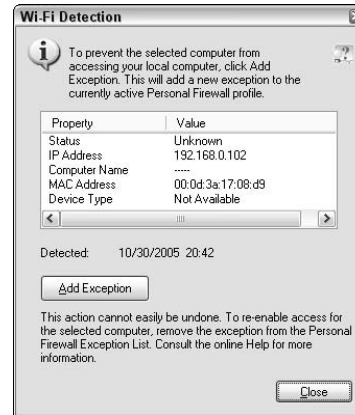 Wi-Fi Detection
To prevent the selected computer from
accessing your local computer, click Add
Exception. This will add a new exception to the
currently active Personal Firewall profile.
Property Value
Status Unknown
IP Address 192.168.0.102
Computer Name -----
MAC Address 00:0d:3a:17:08:d9
Device Type Not Available
Detected: 10/30/2005 20:42
Add Exception
This action cannot easily be undone. To re-enable access for
the selected computer, remove the exception from the Personal
Firewall Exception List. Consult the online Help for more
information.
Close